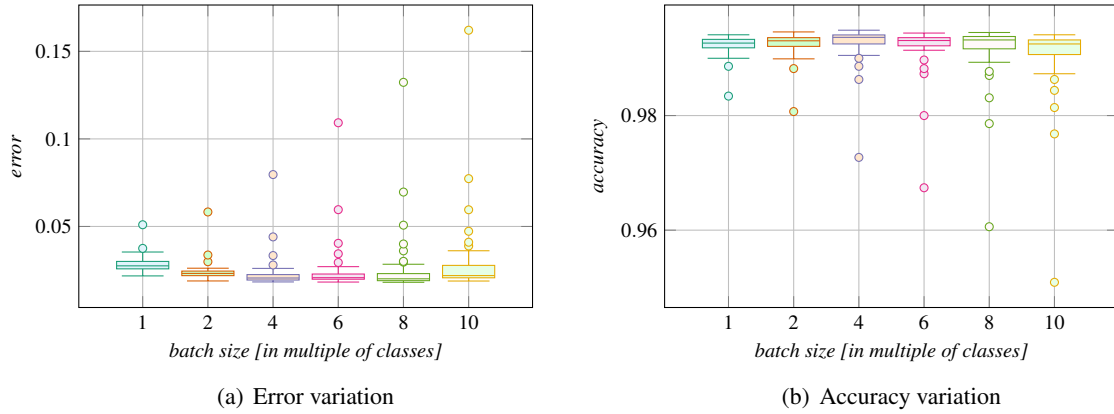 0.15
0.1
0.05
error
1 2 4 6 8 10
batch size [in multiple of classes]
(a) Error variation
0.98
0.96
accuracy
1 2 4 6 8 10
batch size [in multiple of classes]
(b) Accuracy variation